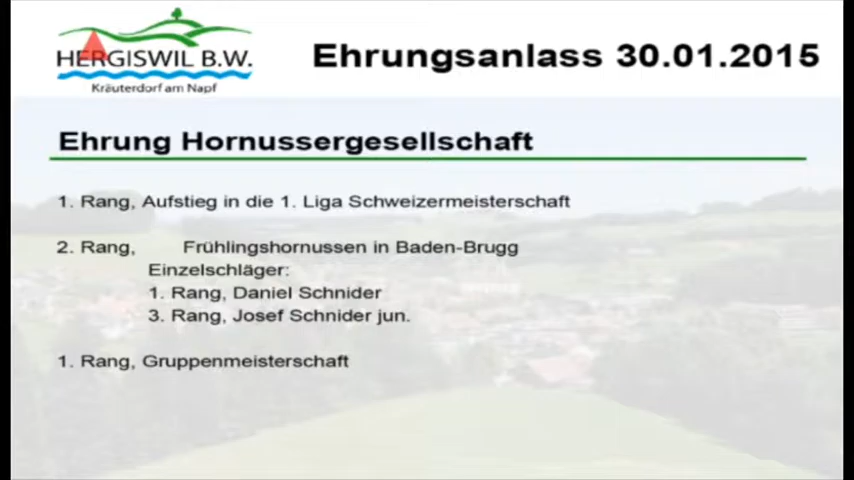 HERGISWIL B.W.
Kräuterdorf am Napf
Ehrungsanlass 30.01.2015
Ehrung Hornussergesellschaft
1. Rang, Aufstieg in die 1. Liga Schweizermeisterschaft
2. Rang, Frühlingshornussen in Baden-Brugg
Einzelschläger:
1. Rang, Daniel Schnider
3. Rang, Josef Schnider jun.
1. Rang, Gruppenmeisterschaft